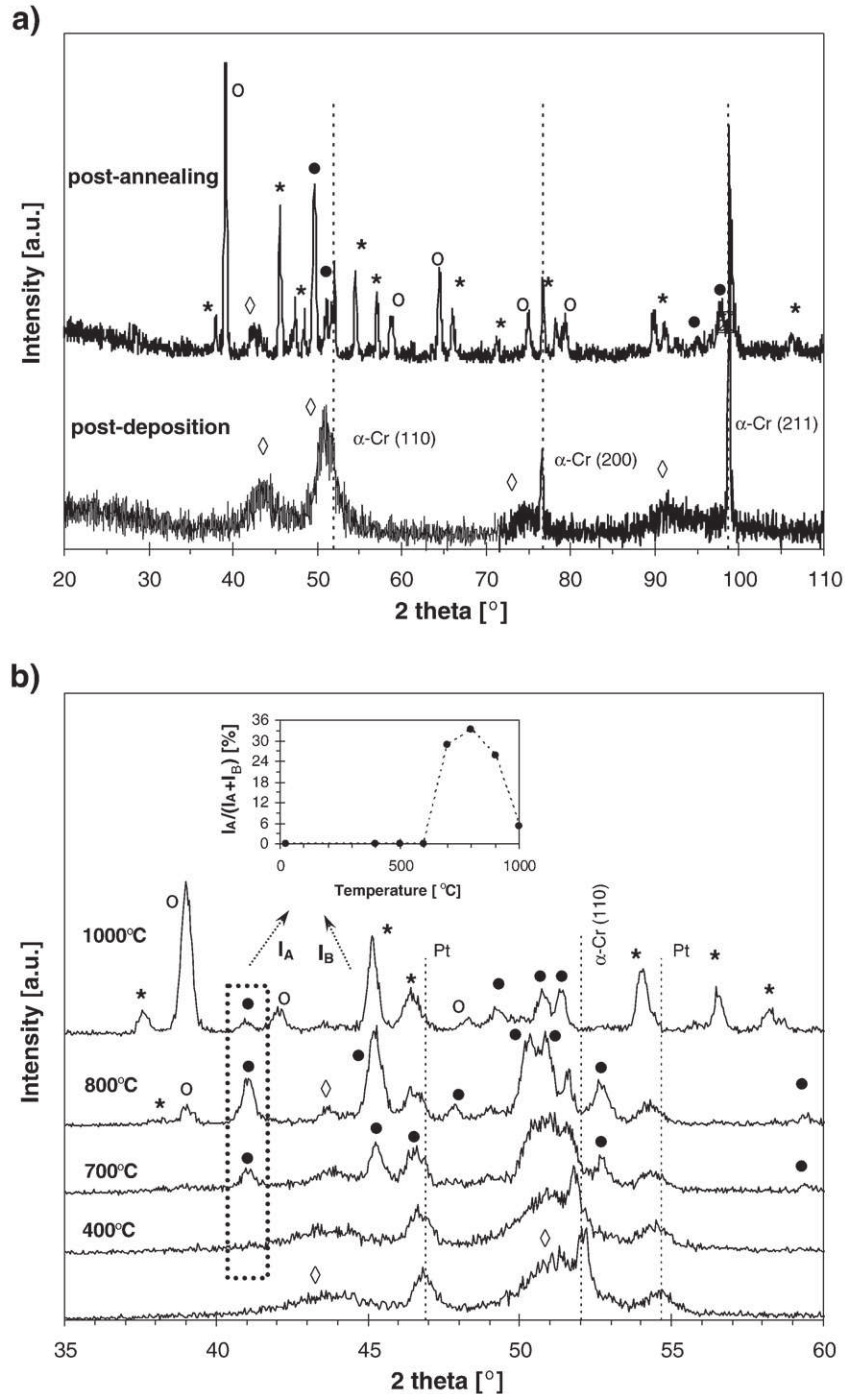 a)
post-annealing
post-deposition
α-Cr (110)
α-Cr (200)
α-Cr (211)
Intensity [a.u.]
20 30 40 50 60 70 80 90 100 110
2 theta [°]
b)
36
30
24
18
12
6
0
I_A/(I_A+I_B) [%]
0 500 1000
Temperature [°C]
1000°C
I_A
I_B
Pt
α-Cr (110)
Pt
800°C
700°C
400°C
Intensity [a.u.]
35 40 45 50 55 60
2 theta [°]